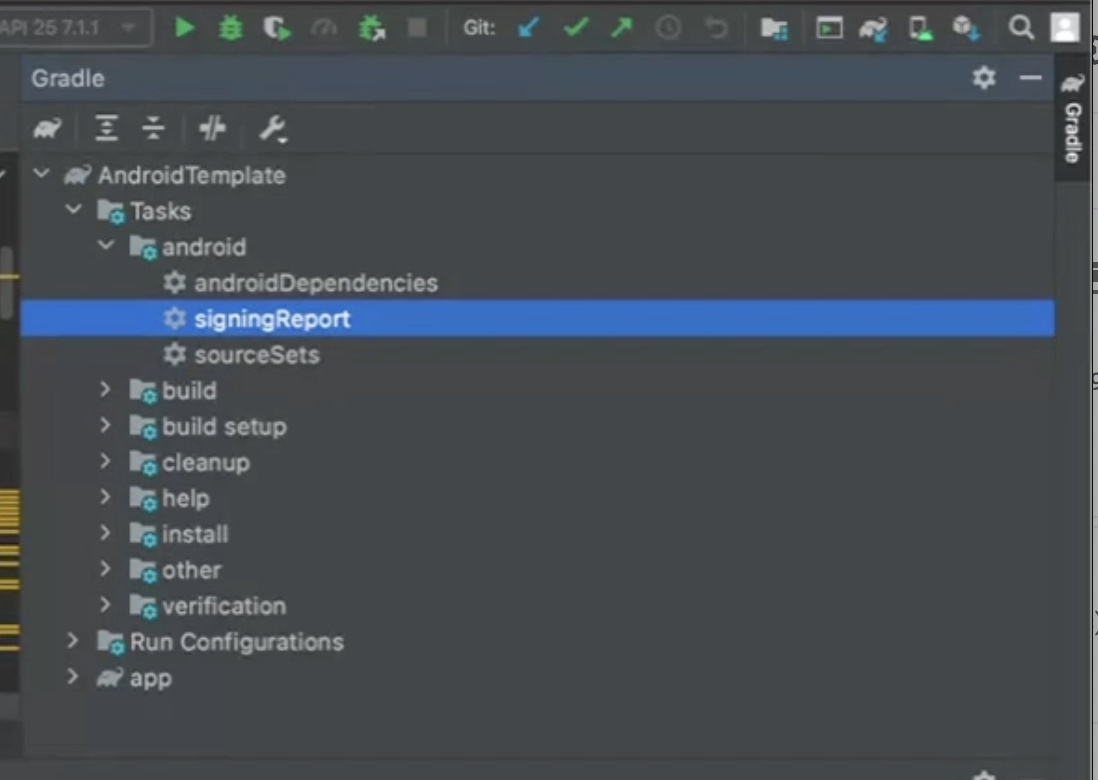 API 25 7.1.1
Git:
Gradle
Gradle
AndroidTemplate
Tasks
android
androidDependencies
signingReport
sourceSets
build
build setup
cleanup
help
install
other
verification
Run Configurations
app